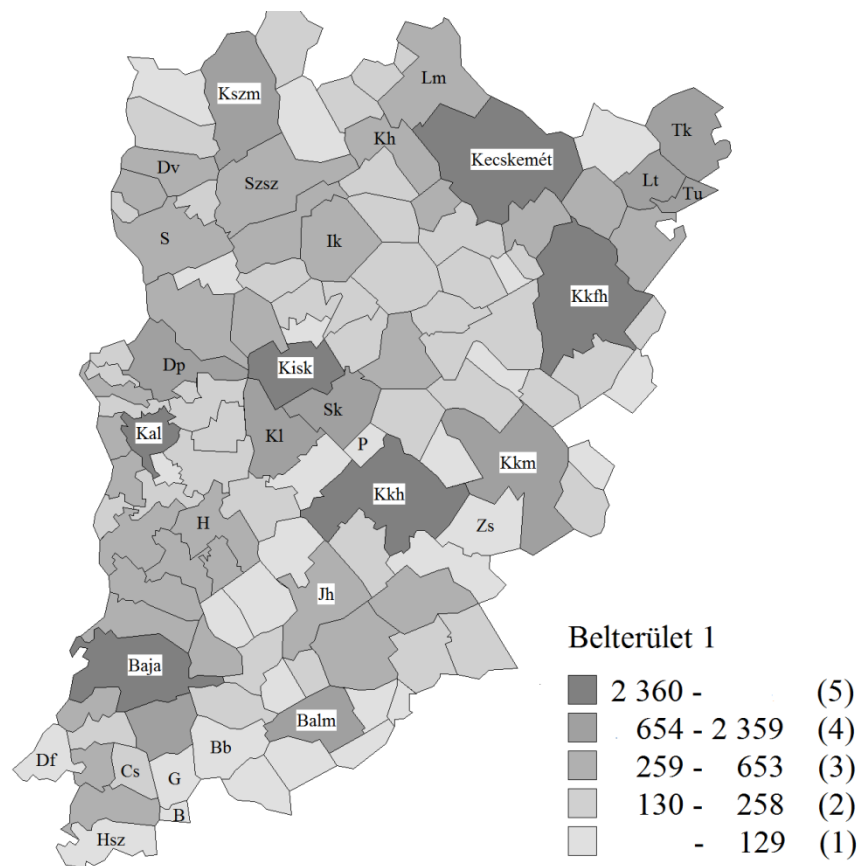 Kszm
Lm
Kh
Kecskemét
Tk
Dv
Szsz
Lt
Tu
S
Ik
Kkfh
Dp
Kisk
Sk
Kal
Kl
P
Kkm
Kkh
H
Zs
Jh
Belterület 1
2 360 - (5)
654 - 2 359 (4)
259 - 653 (3)
130 - 258 (2)
- 129 (1)
Baja
Balm
Bb
Df
Cs
G
B
Hsz